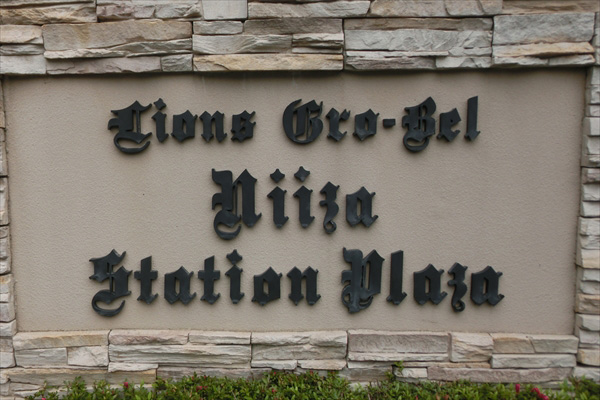 Lions Gro-Bel
Niiza
Station Plaza